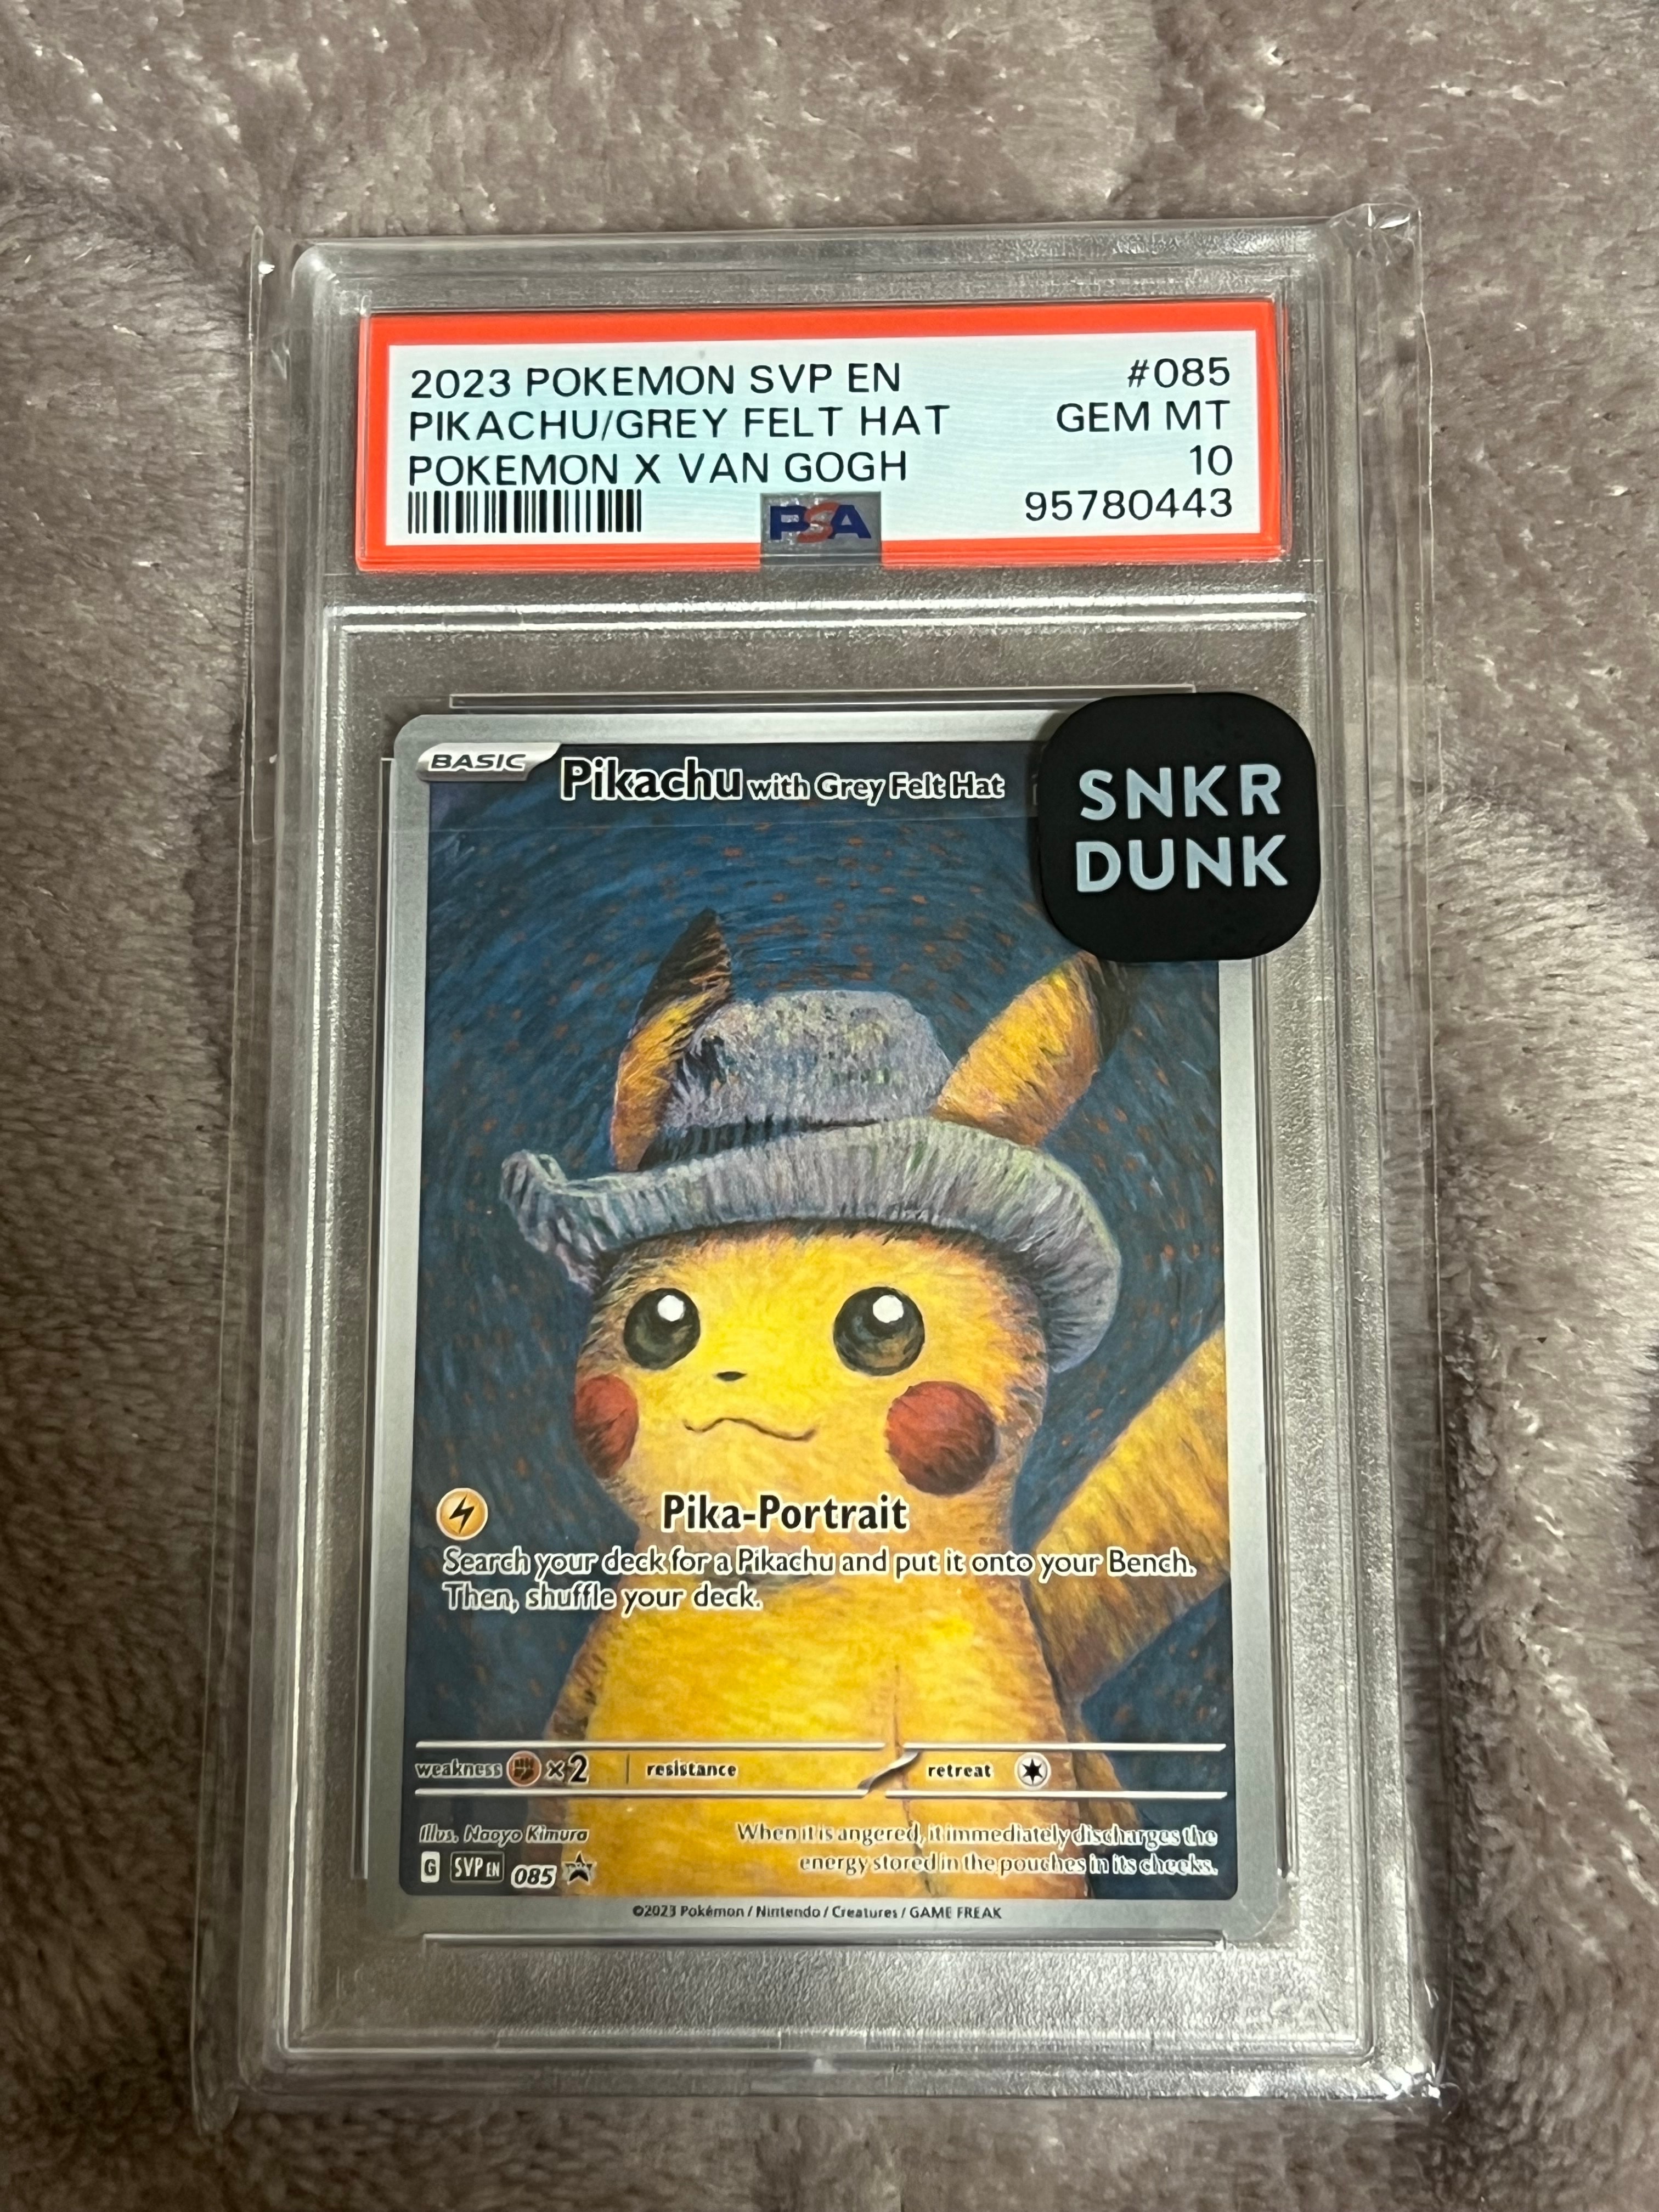 2023 POKEMON SVP EN #085
PIKACHU/GREY FELT HAT GEM MT
POKEMON X VAN GOGH 10
PSA 95780443
BASIC Pikachu with Grey Felt Hat
SNKR
DUNK
Pika-Portrait
Search your deck for a Pikachu and put it onto your Bench.
Then, shuffle your deck.
weakness ×2 resistance retreat
Illus. Naoyo Kimura When it is angered, it immediately discharges the
G SVP EN 085 energy stored in the pouches in its cheeks.
©2023 Pokémon / Nintendo / Creatures / GAME FREAK